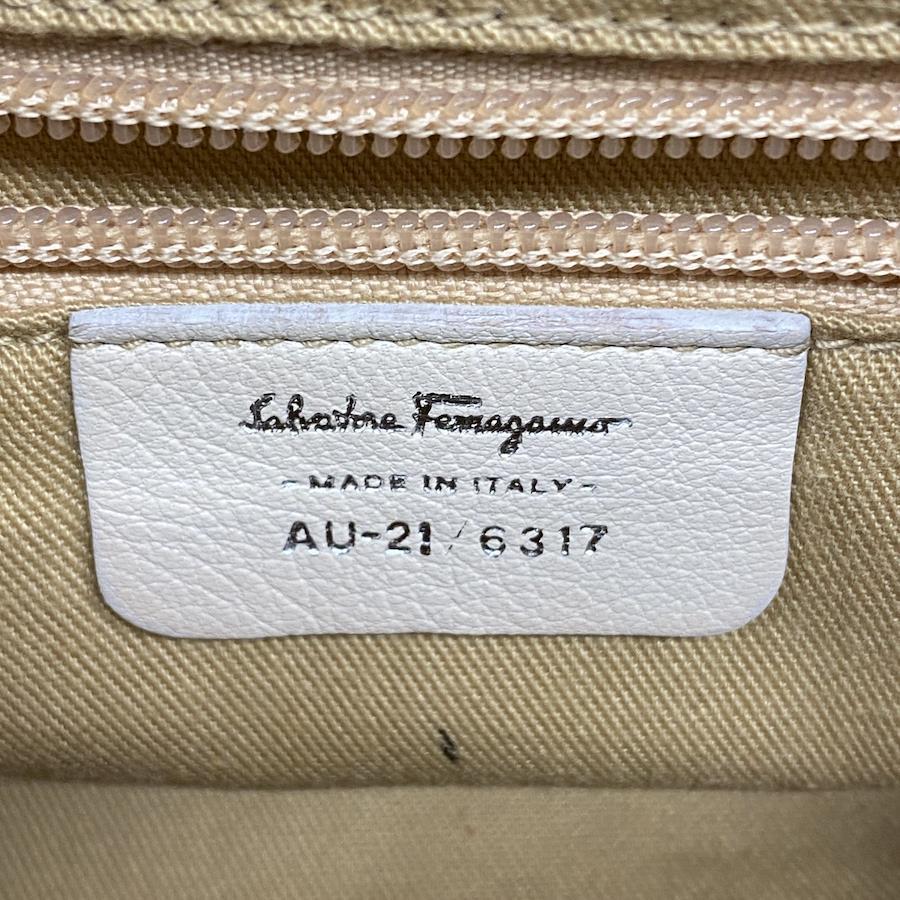 Salvatore Ferragamo
-MADE IN ITALY-
AU-21/6317